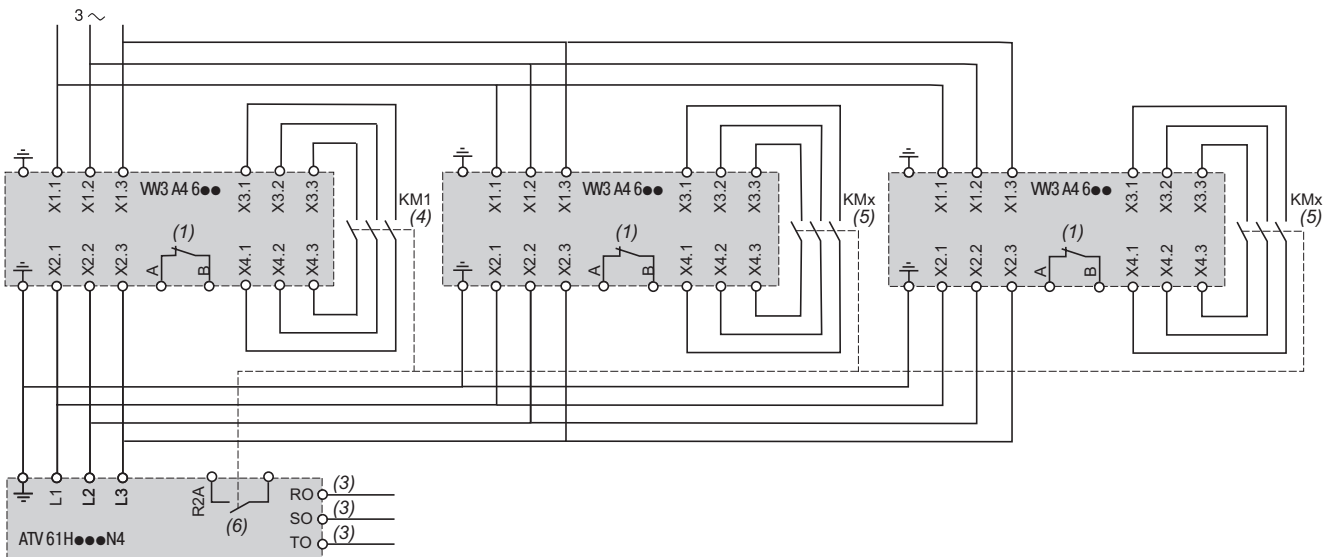 3 ~
X1.1 X1.2 X1.3 VW3 A4 6●● X3.1 X3.2 X3.3
KM1
(4)
X1.1 X1.2 X1.3 VW3 A4 6●● X3.1 X3.2 X3.3
KMx
(5)
X1.1 X1.2 X1.3 VW3 A4 6●● X3.1 X3.2 X3.3
KMx
(5)
X2.1 X2.2 X2.3 A (1) B X4.1 X4.2 X4.3
X2.1 X2.2 X2.3 A (1) B X4.1 X4.2 X4.3
X2.1 X2.2 X2.3 A (1) B X4.1 X4.2 X4.3
L1 L2 L3 R2A (6)
RO (3)
SO (3)
TO (3)
ATV 61H●●●N4